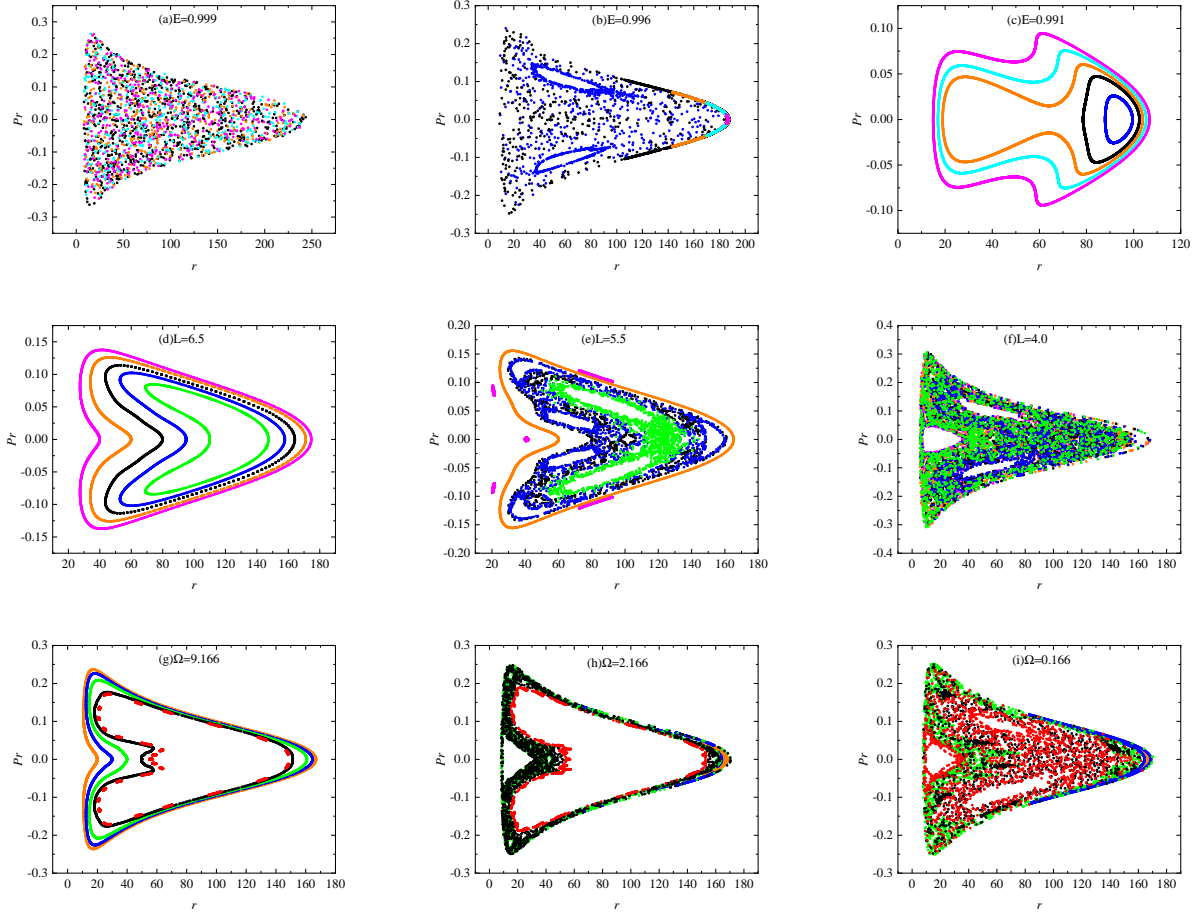 (a)E=0.999
0.3
0.2
0.1
0.0
-0.1
-0.2
-0.3
Pr
0 50 100 150 200 250
r
(b)E=0.996
0.3
0.2
0.1
0.0
-0.1
-0.2
-0.3
Pr
0 20 40 60 80 100 120 140 160 180 200
r
(c)E=0.991
0.10
0.05
0.00
-0.05
-0.10
Pr
0 20 40 60 80 100 120
r
(d)L=6.5
0.15
0.10
0.05
0.00
-0.05
-0.10
-0.15
Pr
20 40 60 80 100 120 140 160 180
r
(e)L=5.5
0.20
0.15
0.10
0.05
0.00
-0.05
-0.10
-0.15
-0.20
Pr
20 40 60 80 100 120 140 160 180
r
(f)L=4.0
0.4
0.3
0.2
0.1
0.0
-0.1
-0.2
-0.3
-0.4
Pr
0 20 40 60 80 100 120 140 160 180
r
(g)Ω=9.166
0.3
0.2
0.1
0.0
-0.1
-0.2
-0.3
Pr
0 20 40 60 80 100 120 140 160 180
r
(h)Ω=2.166
0.3
0.2
0.1
0.0
-0.1
-0.2
-0.3
Pr
0 20 40 60 80 100 120 140 160 180
r
(i)Ω=0.166
0.3
0.2
0.1
0.0
-0.1
-0.2
-0.3
Pr
0 20 40 60 80 100 120 140 160 180
r